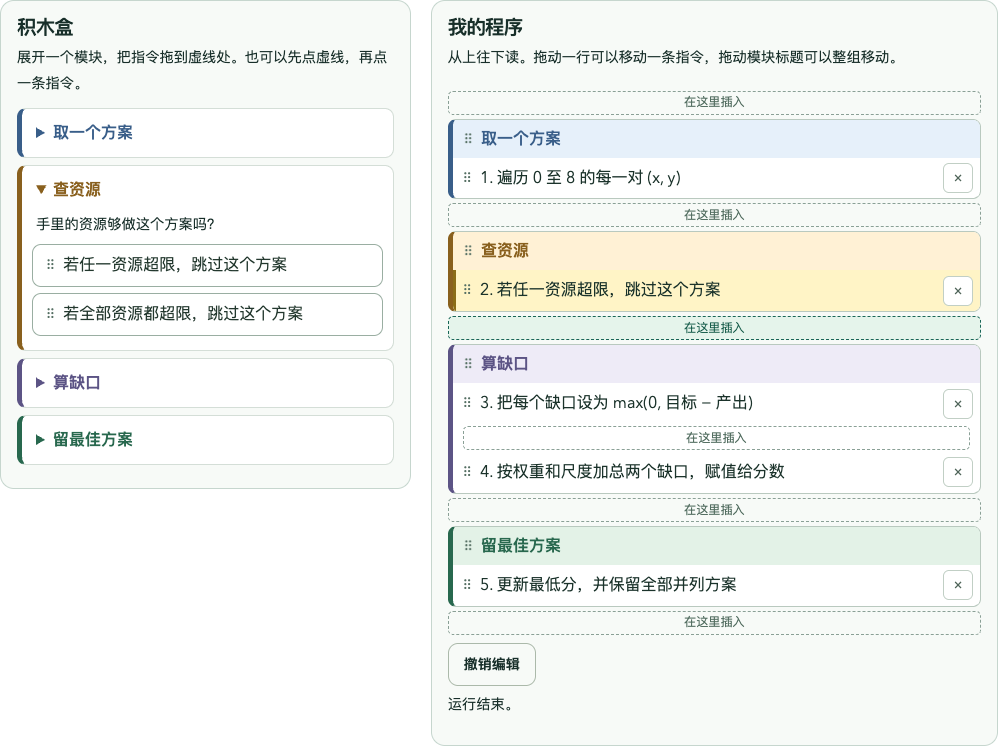 积木盒
展开一个模块，把指令拖到虚线处。也可以先点虚线，再点
一条指令。
取一个方案
查资源
手里的资源够做这个方案吗?
若任一资源超限，跳过这个方案
若全部资源都超限，跳过这个方案
算缺口
留最佳方案
我的程序
从上往下读。拖动一行可以移动一条指令，拖动模块标题可以整组移动。
在这里插入
取一个方案
1. 遍历 0 至 8 的每一对 (x, y)
×
在这里插入
查资源
2. 若任一资源超限，跳过这个方案
×
在这里插入
算缺口
3. 把每个缺口设为 max(0, 目标 − 产出)
×
在这里插入
4. 按权重和尺度加总两个缺口，赋值给分数
×
在这里插入
留最佳方案
5. 更新最低分，并保留全部并列方案
×
在这里插入
撤销编辑
运行结束。